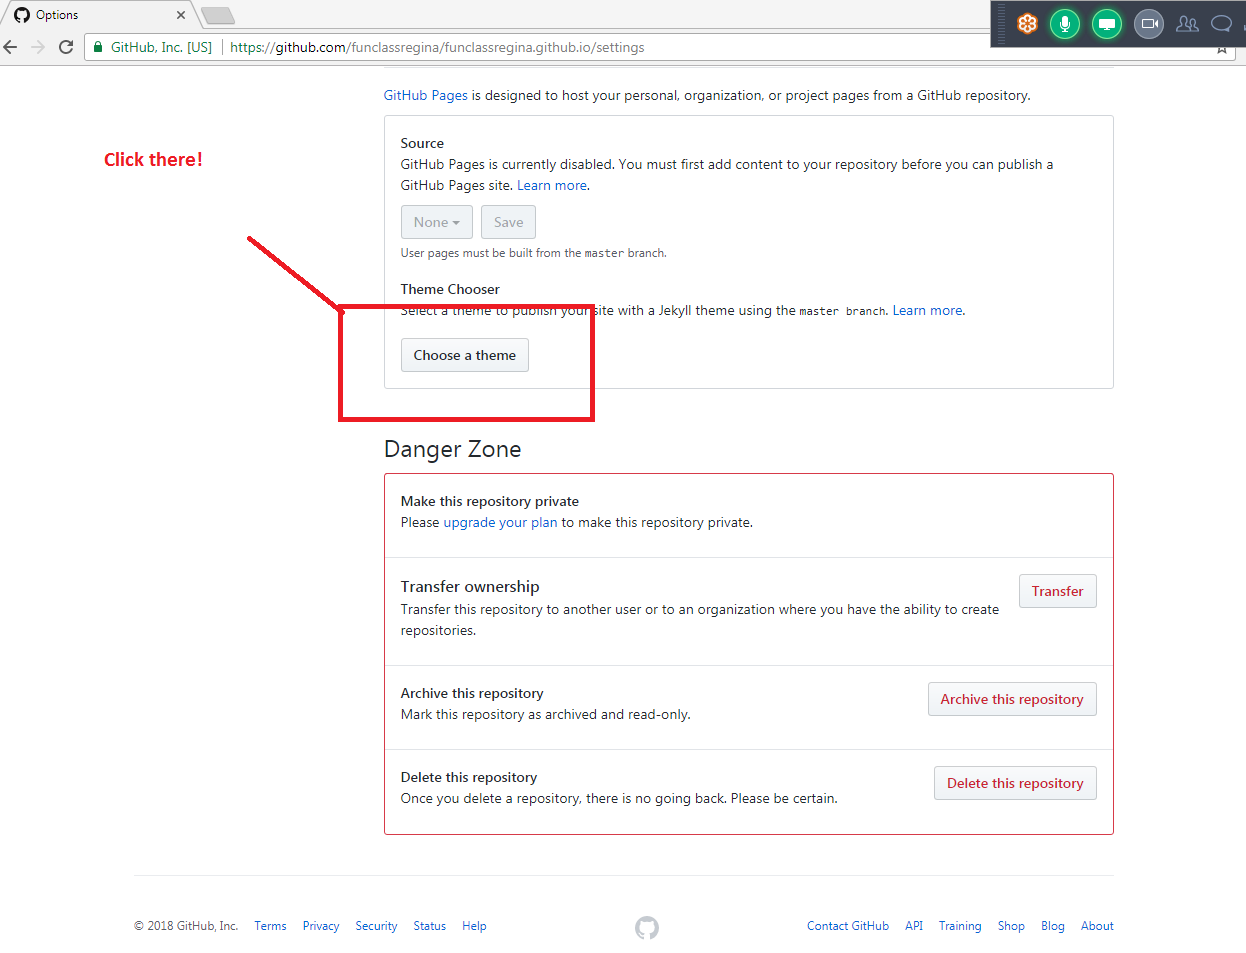 Options
GitHub, Inc. [US] | https://github.com/funclassregina/funclassregina.github.io/settings
GitHub Pages is designed to host your personal, organization, or project pages from a GitHub repository.
Click there!
Source
GitHub Pages is currently disabled. You must first add content to your repository before you can publish a
GitHub Pages site. Learn more.
None
Save
User pages must be built from the master branch.
Theme Chooser
Select a theme to publish your site with a Jekyll theme using the master branch. Learn more.
Choose a theme
Danger Zone
Make this repository private
Please upgrade your plan to make this repository private.
Transfer ownership
Transfer this repository to another user or to an organization where you have the ability to create
repositories.
Transfer
Archive this repository
Mark this repository as archived and read-only.
Archive this repository
Delete this repository
Once you delete a repository, there is no going back. Please be certain.
Delete this repository
© 2018 GitHub, Inc. Terms Privacy Security Status Help Contact GitHub API Training Shop Blog About